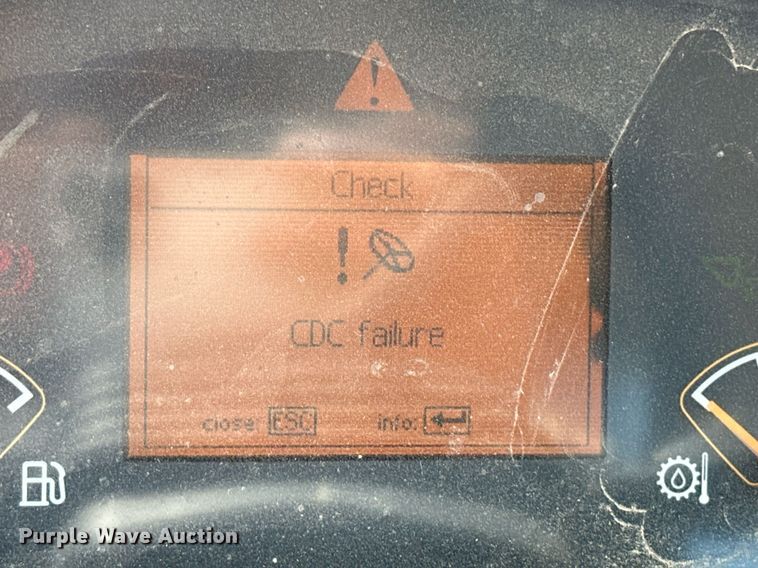 Check
CDC failure
close: ESC info:
Purple Wave Auction